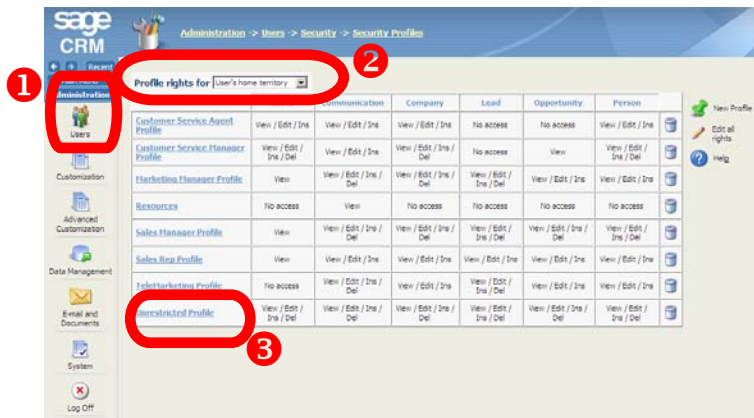 sage
CRM
Administration -> Users -> Security -> Security Profiles
Recent
1
2
Administration
Profile rights for User's home territory
Communication Company Lead Opportunity Person
Customer Service Agent Profile View / Edit / Ins View / Edit / Ins View / Edit / Ins No access No access View / Edit / Ins
Customer Service Manager Profile View / Edit / Ins / Del View / Edit / Ins View / Edit / Ins / Del No access View View / Edit / Ins / Del
Marketing Manager Profile View View / Edit / Ins / Del View / Edit / Ins / Del View / Edit / Ins / Del View / Edit / Ins View / Edit / Ins
Resources No access View No access No access No access No access
Sales Manager Profile View View / Edit / Ins / Del View / Edit / Ins / Del View / Edit / Ins / Del View / Edit / Ins / Del View / Edit / Ins / Del
Sales Rep Profile View View / Edit / Ins View / Edit / Ins View / Edit / Ins View / Edit / Ins View / Edit / Ins
TeleMarketing Profile No access View / Edit / Ins / Del View / Edit / Ins View / Edit / Ins / Del View / Edit / Ins View / Edit / Ins
Unrestricted Profile View / Edit / Ins / Del View / Edit / Ins / Del View / Edit / Ins / Del View / Edit / Ins / Del View / Edit / Ins / Del View / Edit / Ins / Del
3
New Profile
Edit all rights
Help
Users
Customization
Advanced
Customization
Data Management
E-mail and
Documents
System
Log Off